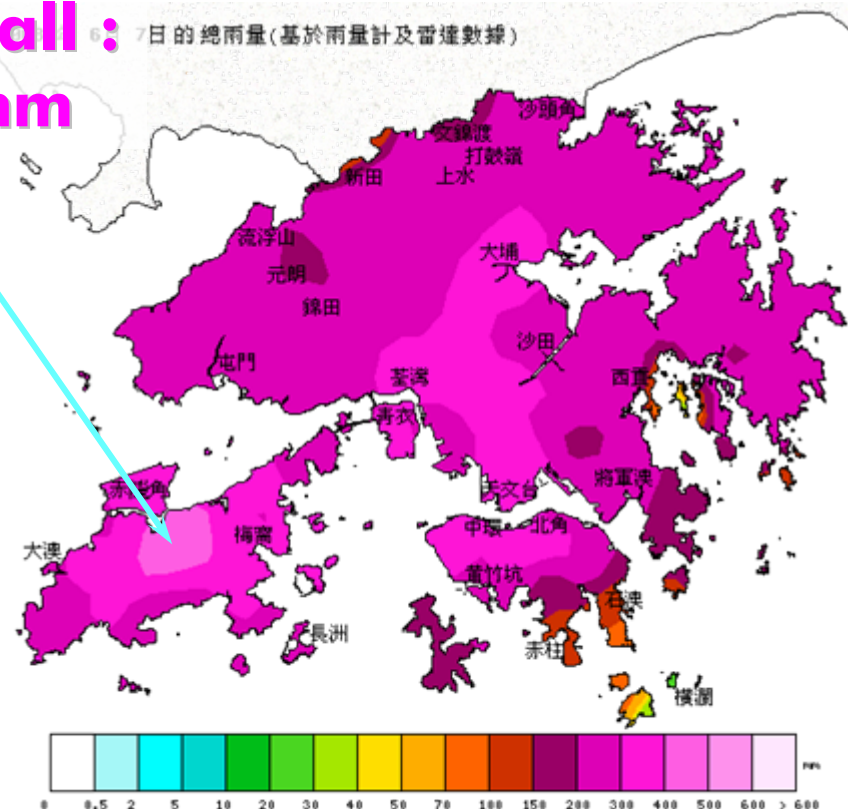 all :
mm
6 月 7日的總雨量(基於雨量計及雷達數據)
沙頭角
文錦渡
打鼓嶺
新田
上水
流浮山
大埔
元朗
錦田
沙田
屯門
荃灣
西貢
青衣
赤鱲角
天文台
將軍澳
大澳
梅窩
中環
北角
黃竹坑
石澳
長洲
赤柱
橫瀾
mm
0 0.5 2 5 10 20 30 40 50 70 100 150 200 300 400 500 600 > 600